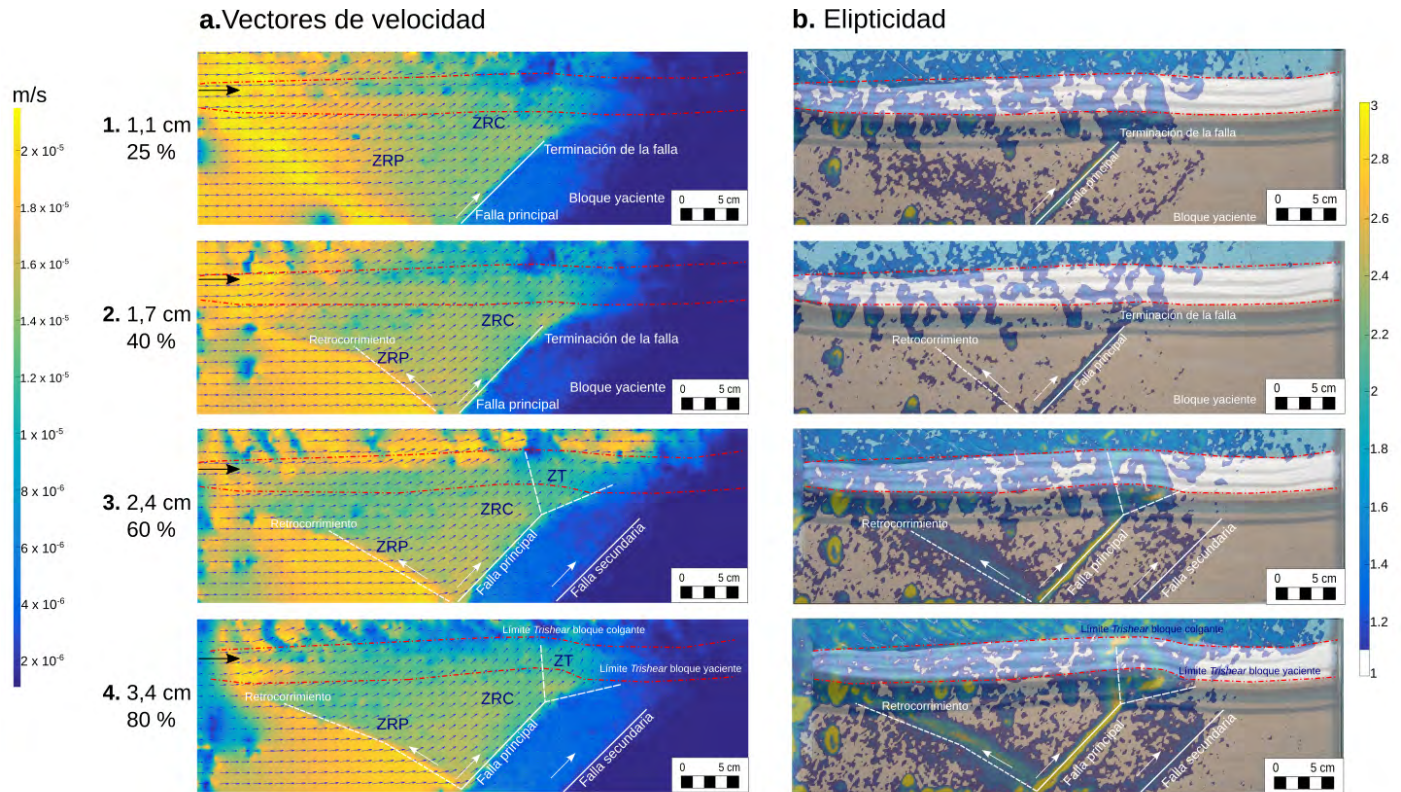 a.Vectores de velocidad
b. Elipticidad
m/s
2 x 10⁻⁵
1.8 x 10⁻⁵
1.6 x 10⁻⁵
1.4 x 10⁻⁵
1.2 x 10⁻⁵
1 x 10⁻⁵
8 x 10⁻⁶
6 x 10⁻⁶
4 x 10⁻⁶
2 x 10⁻⁶
1. 1,1 cm
25 %
ZRC
ZRP
Terminación de la falla
Bloque yaciente
Falla principal
0 5 cm
Terminación de la falla
Falla principal
Bloque yaciente
0 5 cm
2. 1,7 cm
40 %
ZRC
Retrocorrimiento
ZRP
Terminación de la falla
Bloque yaciente
Falla principal
0 5 cm
Terminación de la falla
Retrocorrimiento
Falla principal
Bloque yaciente
0 5 cm
3. 2,4 cm
60 %
ZT
ZRC
Retrocorrimiento
ZRP
Falla principal
Falla secundaria
0 5 cm
Retrocorrimiento
Falla principal
Falla secundaria
0 5 cm
4. 3,4 cm
80 %
Límite Trishear bloque colgante
ZT
Límite Trishear bloque yaciente
Retrocorrimiento
ZRC
ZRP
Falla principal
Falla secundaria
0 5 cm
Límite Trishear bloque colgante
Límite Trishear bloque yaciente
Retrocorrimiento
Falla principal
Falla secundaria
0 5 cm
3
2.8
2.6
2.4
2.2
2
1.8
1.6
1.4
1.2
1